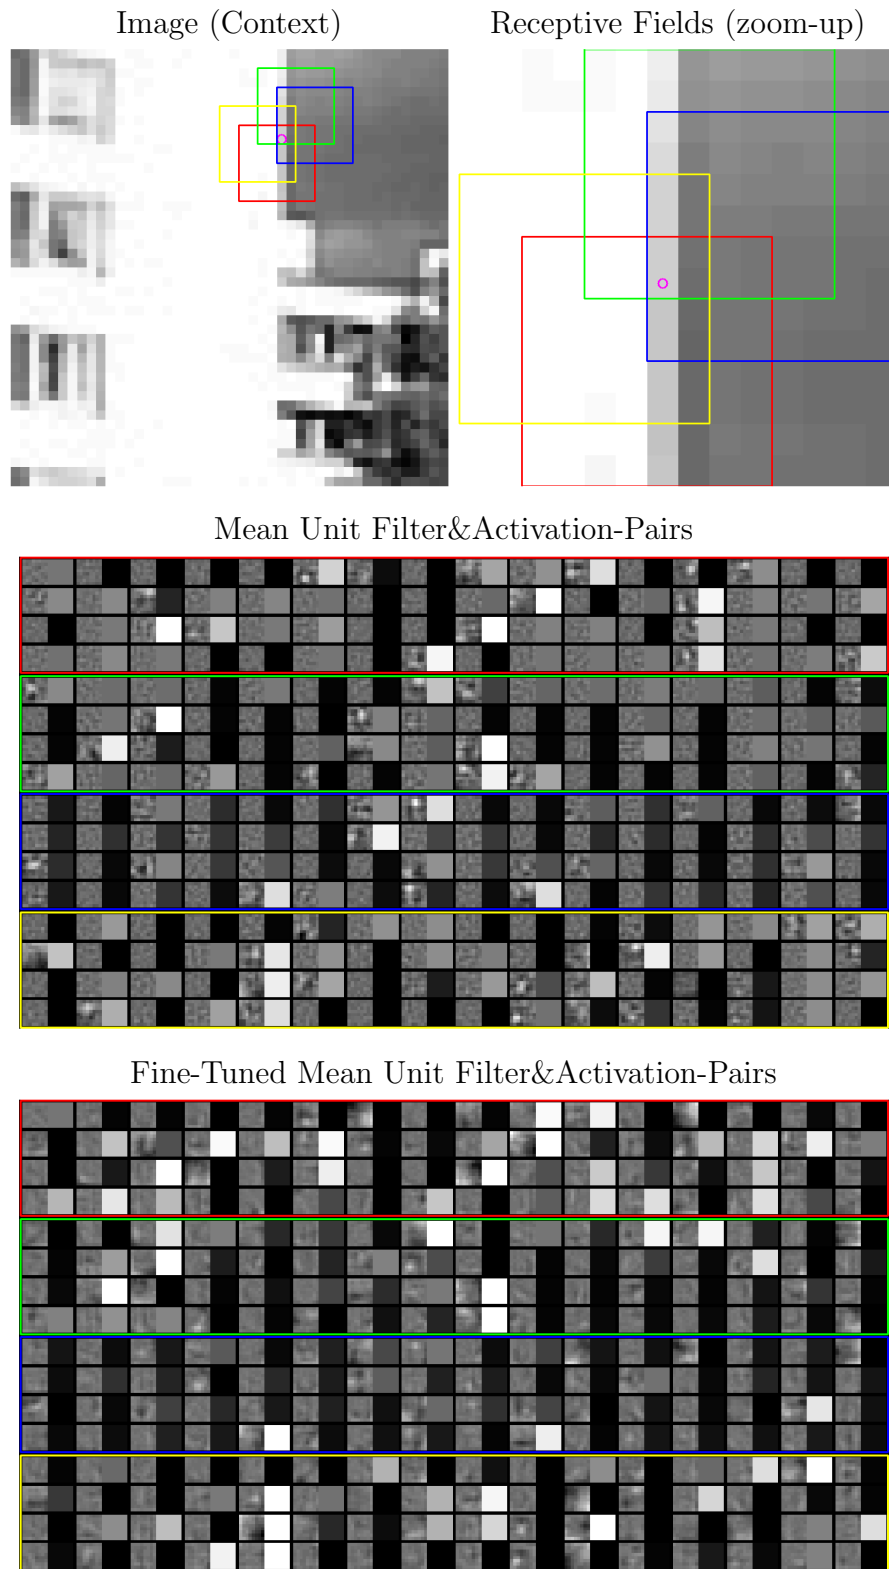 Image (Context)
Receptive Fields (zoom-up)
Mean Unit Filter&Activation-Pairs
Fine-Tuned Mean Unit Filter&Activation-Pairs